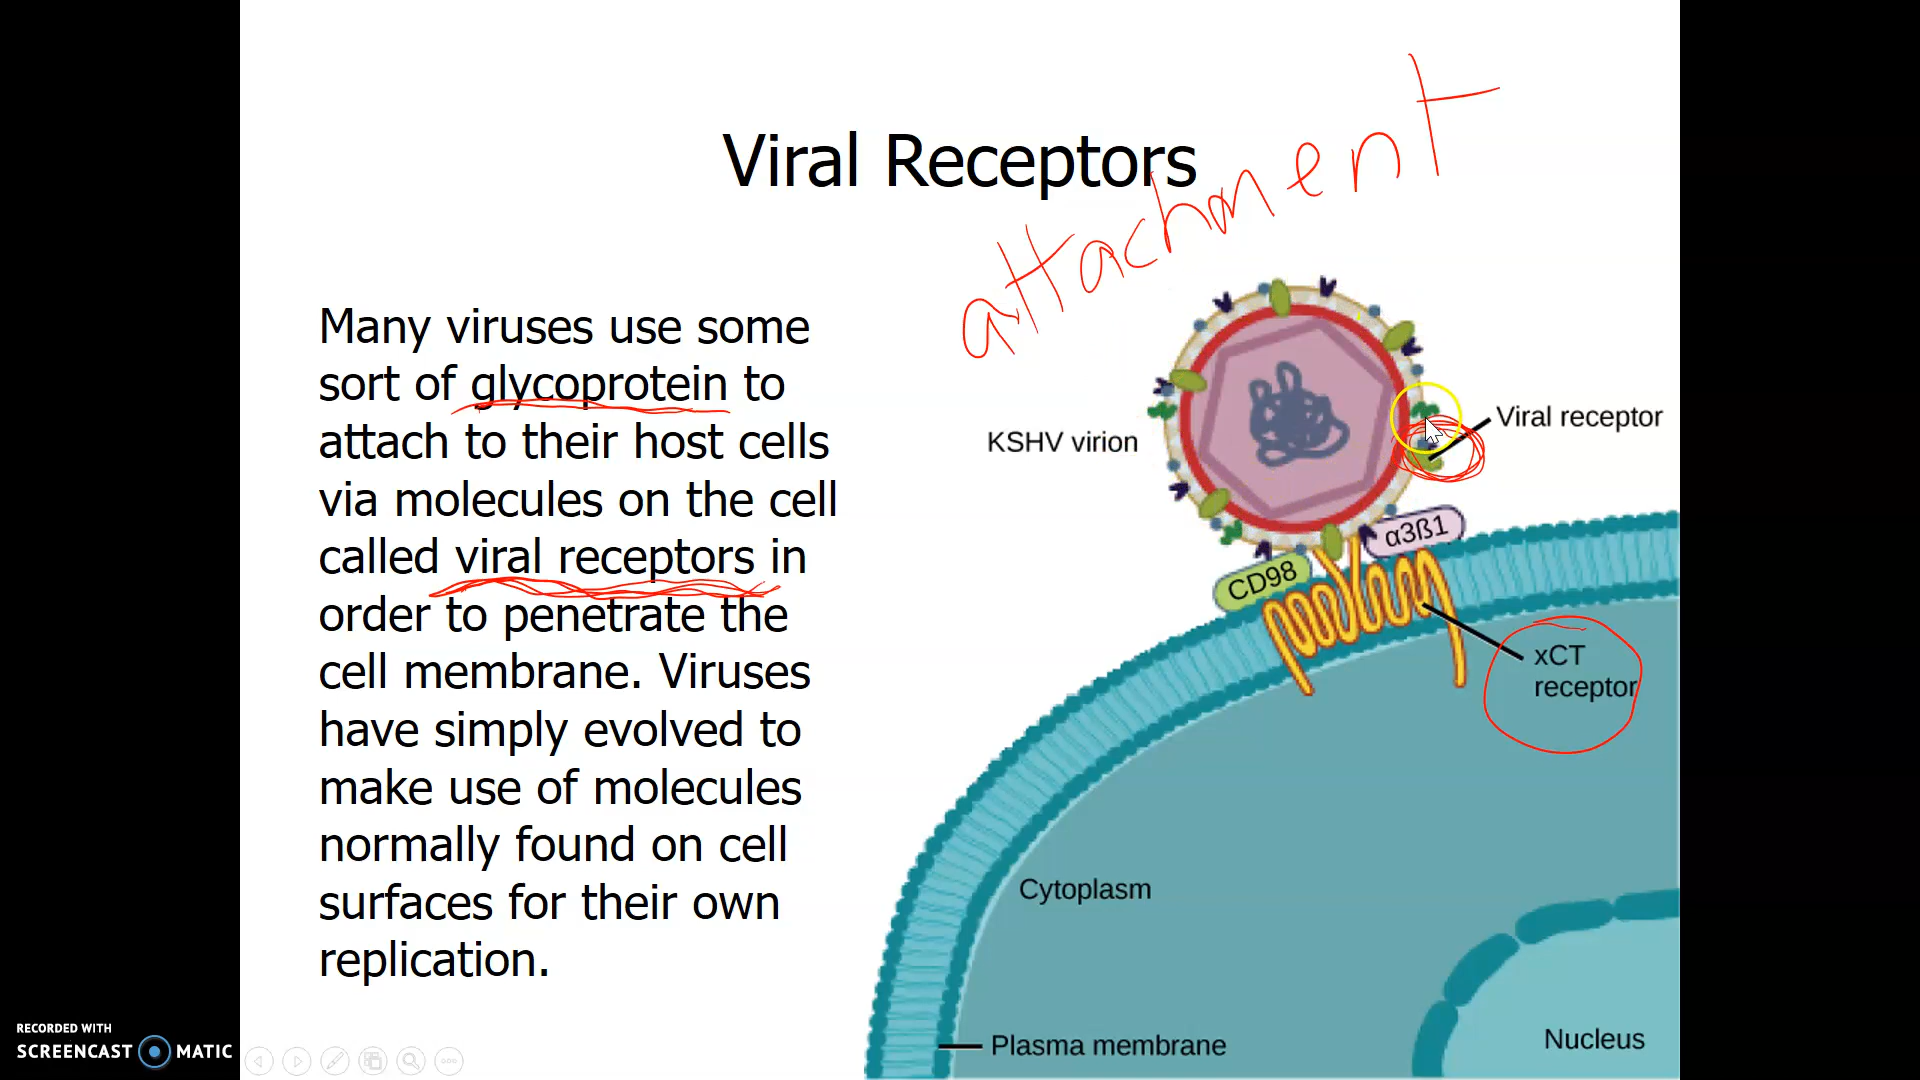 Viral Receptors
attachment
Many viruses use some
sort of glycoprotein to
attach to their host cells
via molecules on the cell
called viral receptors in
order to penetrate the
cell membrane. Viruses
have simply evolved to
make use of molecules
normally found on cell
surfaces for their own
replication.
KSHV virion
Viral receptor
α3ß1
CD98
xCT
receptor
Cytoplasm
Plasma membrane
Nucleus
RECORDED WITH
SCREENCAST MATIC